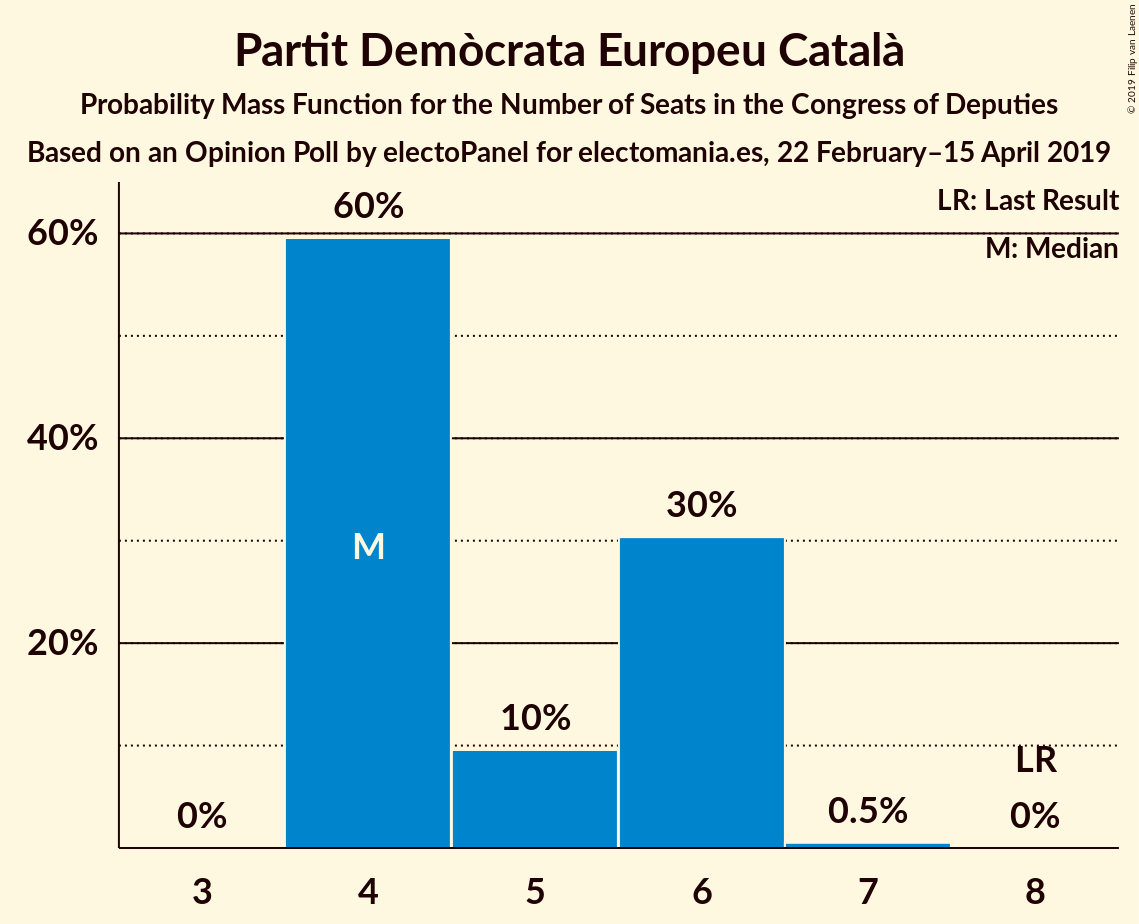 Partit Demòcrata Europeu Català
Probability Mass Function for the Number of Seats in the Congress of Deputies
Based on an Opinion Poll by electoPanel for electomania.es, 22 February–15 April 2019
© 2019 Filip van Laenen
LR: Last Result
M: Median
60%
40%
20%
0%
60%
M
10%
30%
0.5%
LR
0%
3 4 5 6 7 8